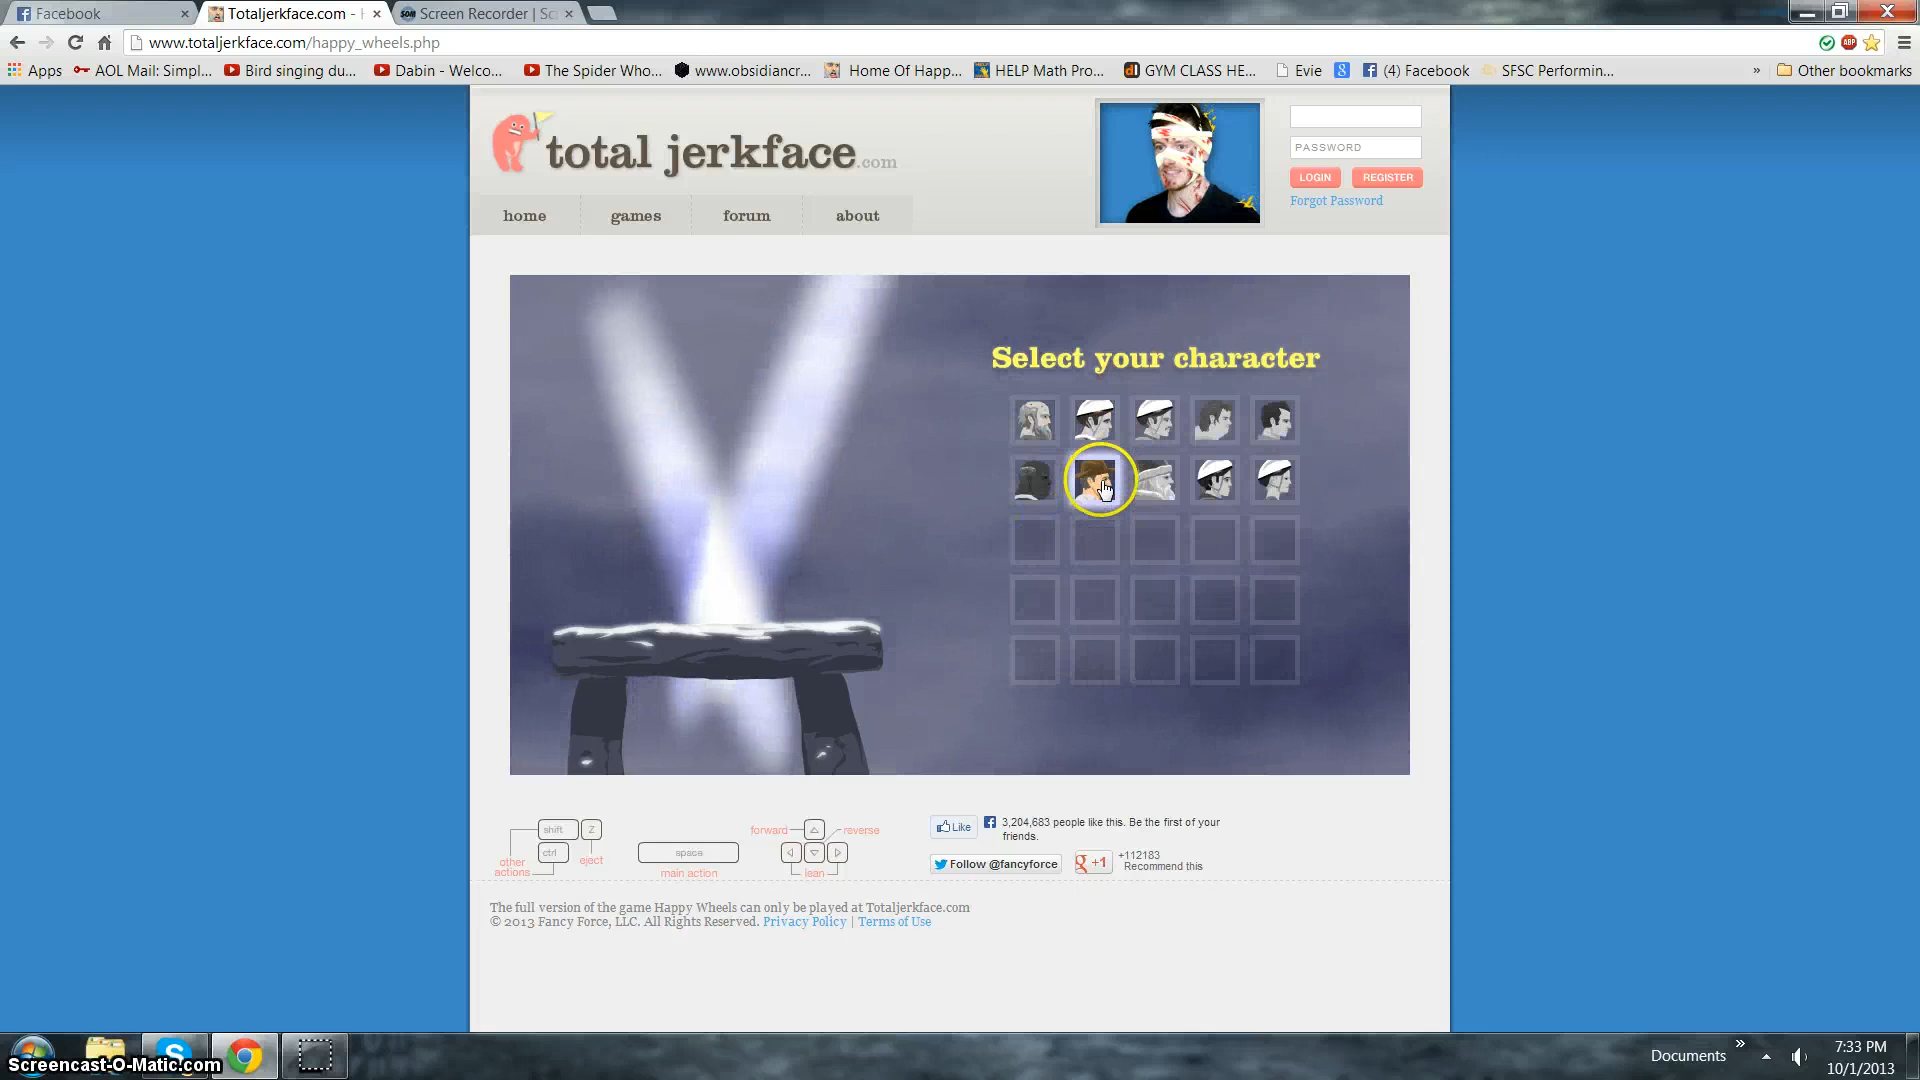 Facebook
Totaljerkface.com - H
SOM
Screen Recorder | Scr
www.totaljerkface.com/happy_wheels.php
ABP
Apps
AOL Mail: Simpl...
Bird singing du...
Dabin - Welco...
The Spider Who...
www.obsidiancr...
Home Of Happ...
HELP Math Pro...
GYM CLASS HE...
Evie
(4) Facebook
SFSC Performin...
»
Other bookmarks
total jerkface.com
PASSWORD
LOGIN
REGISTER
Forgot Password
home
games
forum
about
Select your character
shift
Z
ctrl
other
actions
eject
space
main action
forward
reverse
lean
Like
3,204,683 people like this. Be the first of your
friends.
Follow @fancyforce
g +1
+112183
Recommend this
The full version of the game Happy Wheels can only be played at Totaljerkface.com
© 2013 Fancy Force, LLC. All Rights Reserved. Privacy Policy | Terms of Use
Screencast-O-Matic.com
Documents
»
7:33 PM
10/1/2013